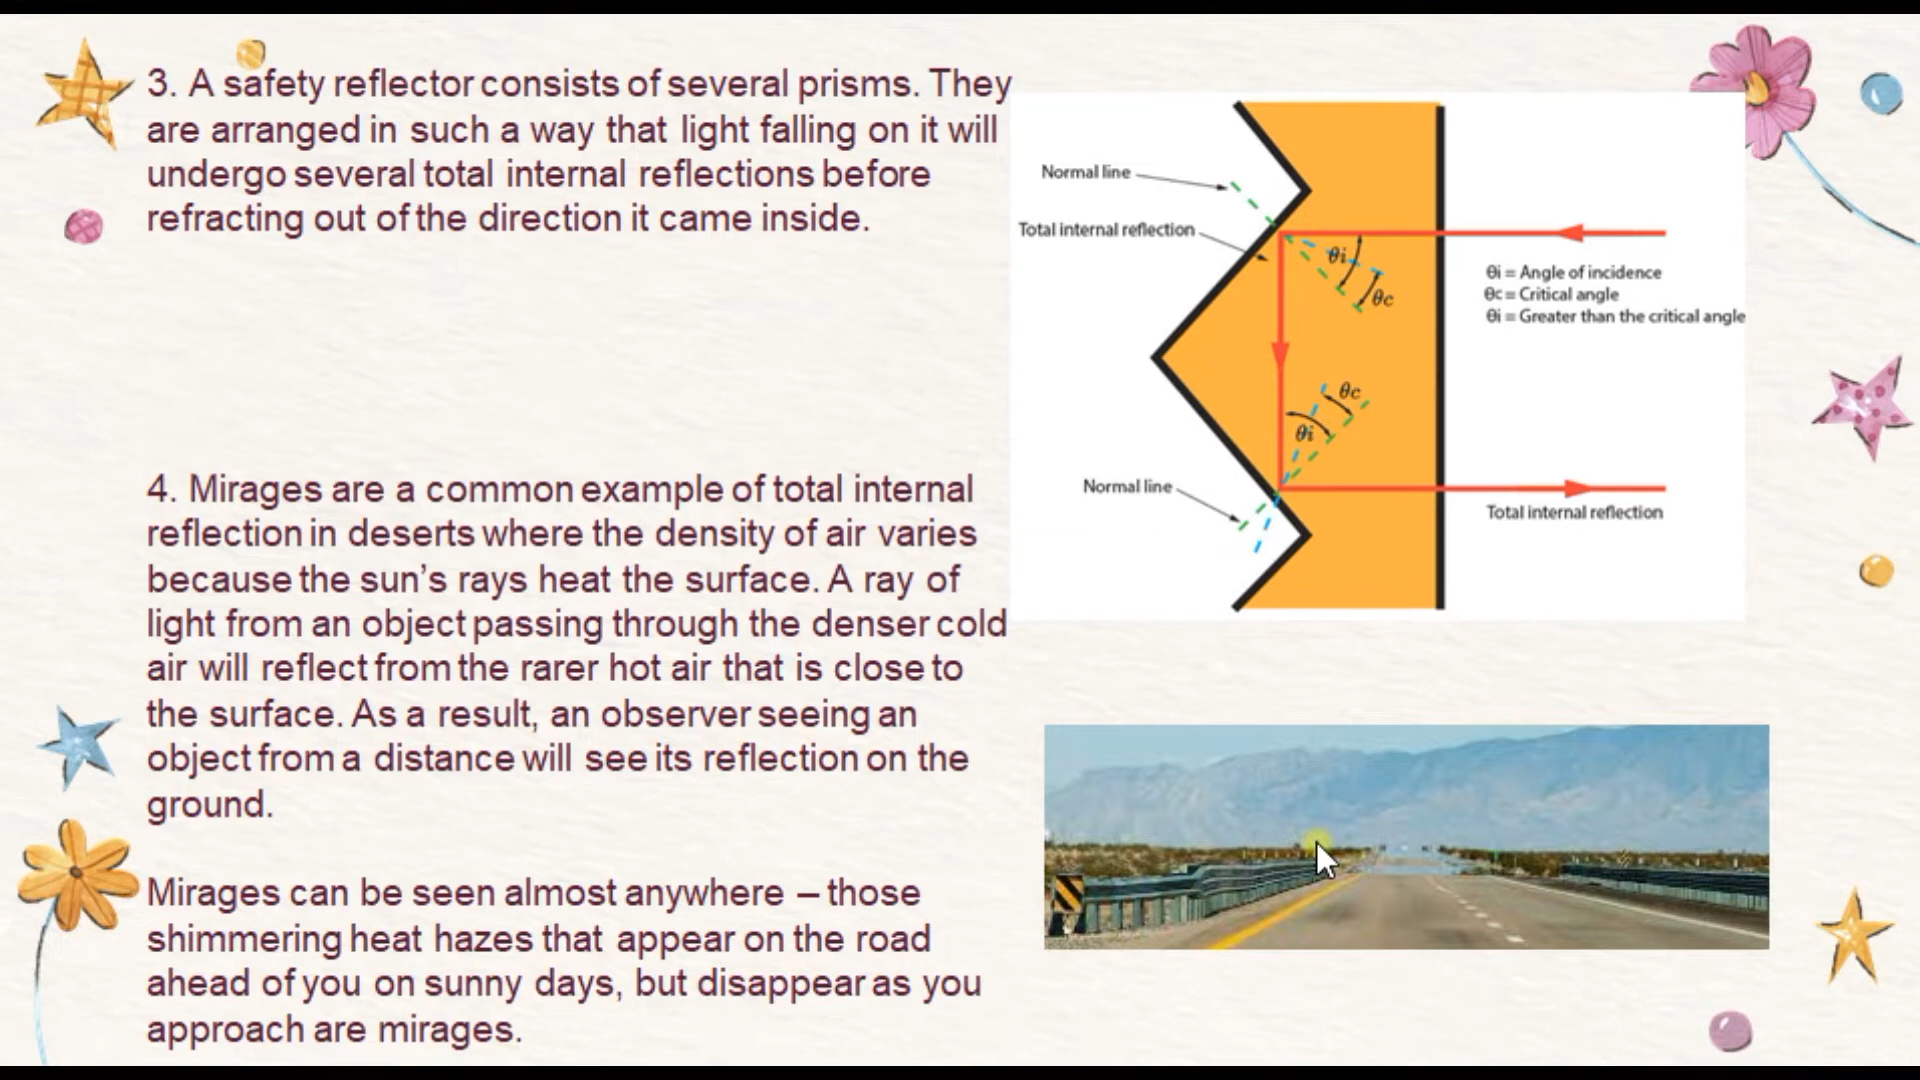 3. A safety reflector consists of several prisms. They
are arranged in such a way that light falling on it will
undergo several total internal reflections before
refracting out of the direction it came inside.
Normal line
Total internal reflection
θi
θc
θi = Angle of incidence
θc = Critical angle
θi = Greater than the critical angle
θc
θi
Normal line
Total internal reflection
4. Mirages are a common example of total internal
reflection in deserts where the density of air varies
because the sun’s rays heat the surface. A ray of
light from an object passing through the denser cold
air will reflect from the rarer hot air that is close to
the surface. As a result, an observer seeing an
object from a distance will see its reflection on the
ground.
Mirages can be seen almost anywhere – those
shimmering heat hazes that appear on the road
ahead of you on sunny days, but disappear as you
approach are mirages.